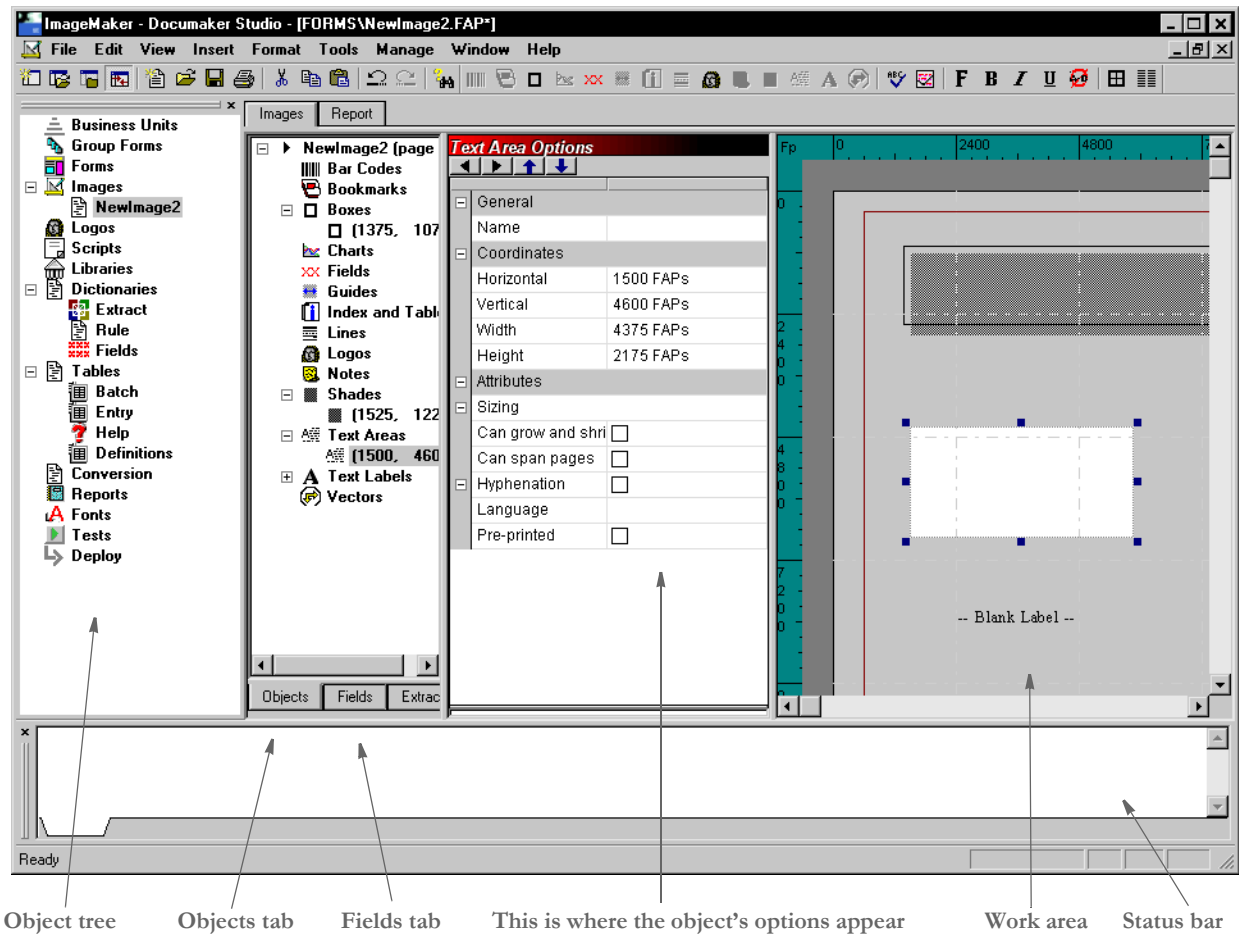 ImageMaker - Documaker Studio - [FORMS\NewImage2.FAP*]
File Edit View Insert Format Tools Manage Window Help
Business Units
Group Forms
Forms
Images
NewImage2
Logos
Scripts
Libraries
Dictionaries
Extract
Rule
Fields
Tables
Batch
Entry
Help
Definitions
Conversion
Reports
Fonts
Tests
Deploy
Images Report
NewImage2 (page
Bar Codes
Bookmarks
Boxes
(1375, 107
Charts
Fields
Guides
Index and Tabl
Lines
Logos
Notes
Shades
(1525, 122
Text Areas
(1500, 460
Text Labels
Vectors
Objects Fields Extrac
Text Area Options
General
Name
Coordinates
Horizontal 1500 FAPs
Vertical 4600 FAPs
Width 4375 FAPs
Height 2175 FAPs
Attributes
Sizing
Can grow and shri
Can span pages
Hyphenation
Language
Pre-printed
Fp 0 2400 4800 7
0
2400
4800
7200
-- Blank Label --
Ready
Object tree Objects tab Fields tab This is where the object's options appear Work area Status bar